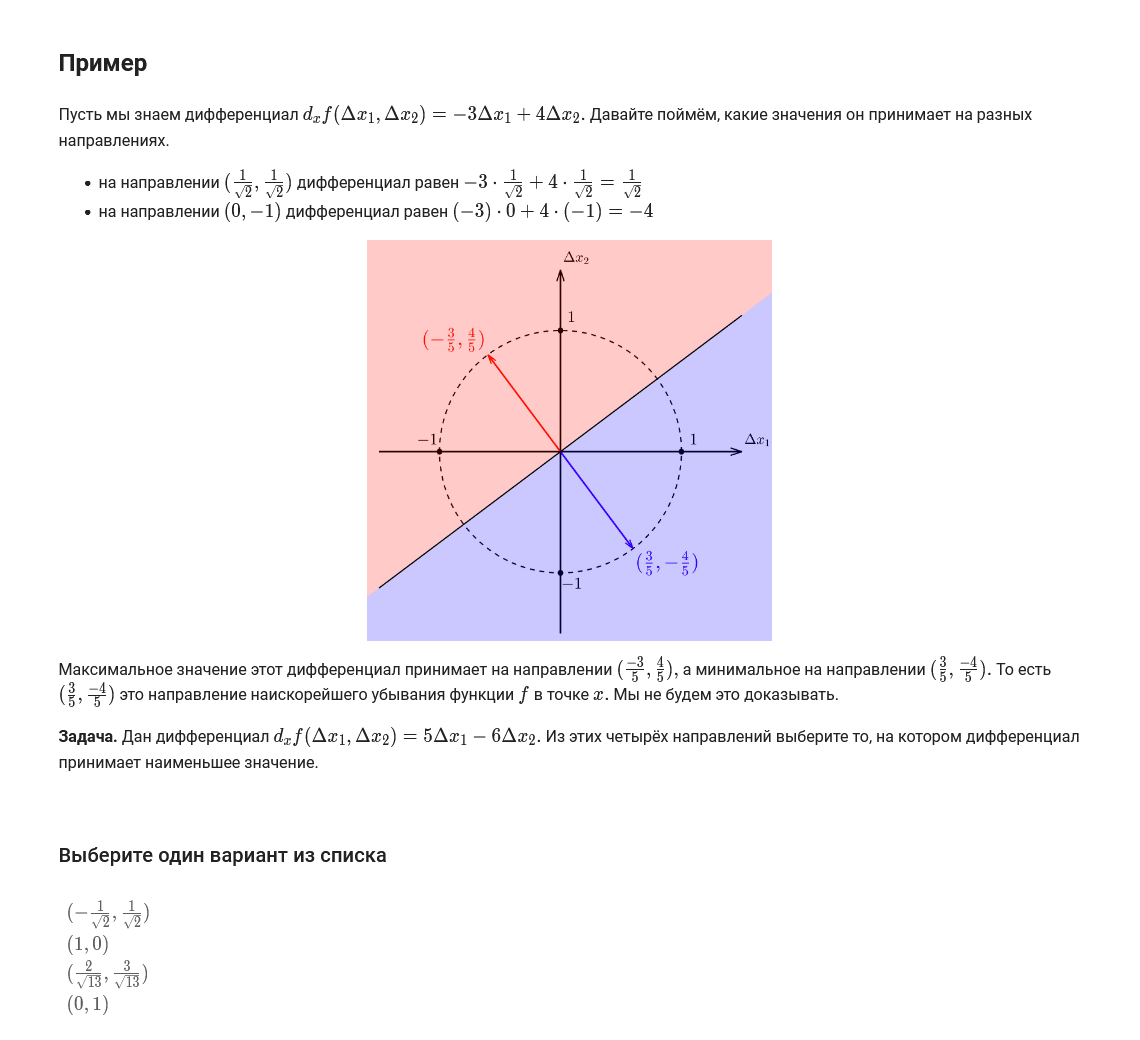 Пример
Пусть мы знаем дифференциал $d_x f(\Delta x_1, \Delta x_2) = -3\Delta x_1 + 4\Delta x_2$. Давайте поймём, какие значения он принимает на разных
направлениях.
• на направлении $(\frac{1}{\sqrt{2}}, \frac{1}{\sqrt{2}})$ дифференциал равен $-3 \cdot \frac{1}{\sqrt{2}} + 4 \cdot \frac{1}{\sqrt{2}} = \frac{1}{\sqrt{2}}$
• на направлении $(0, -1)$ дифференциал равен $(-3) \cdot 0 + 4 \cdot (-1) = -4$
$\Delta x_2$
1
$(-\frac{3}{5}, \frac{4}{5})$
$-1$
1
$\Delta x_1$
$(\frac{3}{5}, -\frac{4}{5})$
$-1$
Максимальное значение этот дифференциал принимает на направлении $(\frac{-3}{5}, \frac{4}{5})$, а минимальное на направлении $(\frac{3}{5}, \frac{-4}{5})$. То есть
$(\frac{3}{5}, \frac{-4}{5})$ это направление наискорейшего убывания функции $f$ в точке $x$. Мы не будем это доказывать.
Задача. Дан дифференциал $d_x f(\Delta x_1, \Delta x_2) = 5\Delta x_1 - 6\Delta x_2$. Из этих четырёх направлений выберите то, на котором дифференциал
принимает наименьшее значение.
Выберите один вариант из списка
$(-\frac{1}{\sqrt{2}}, \frac{1}{\sqrt{2}})$
$(1, 0)$
$(\frac{2}{\sqrt{13}}, \frac{3}{\sqrt{13}})$
$(0, 1)$